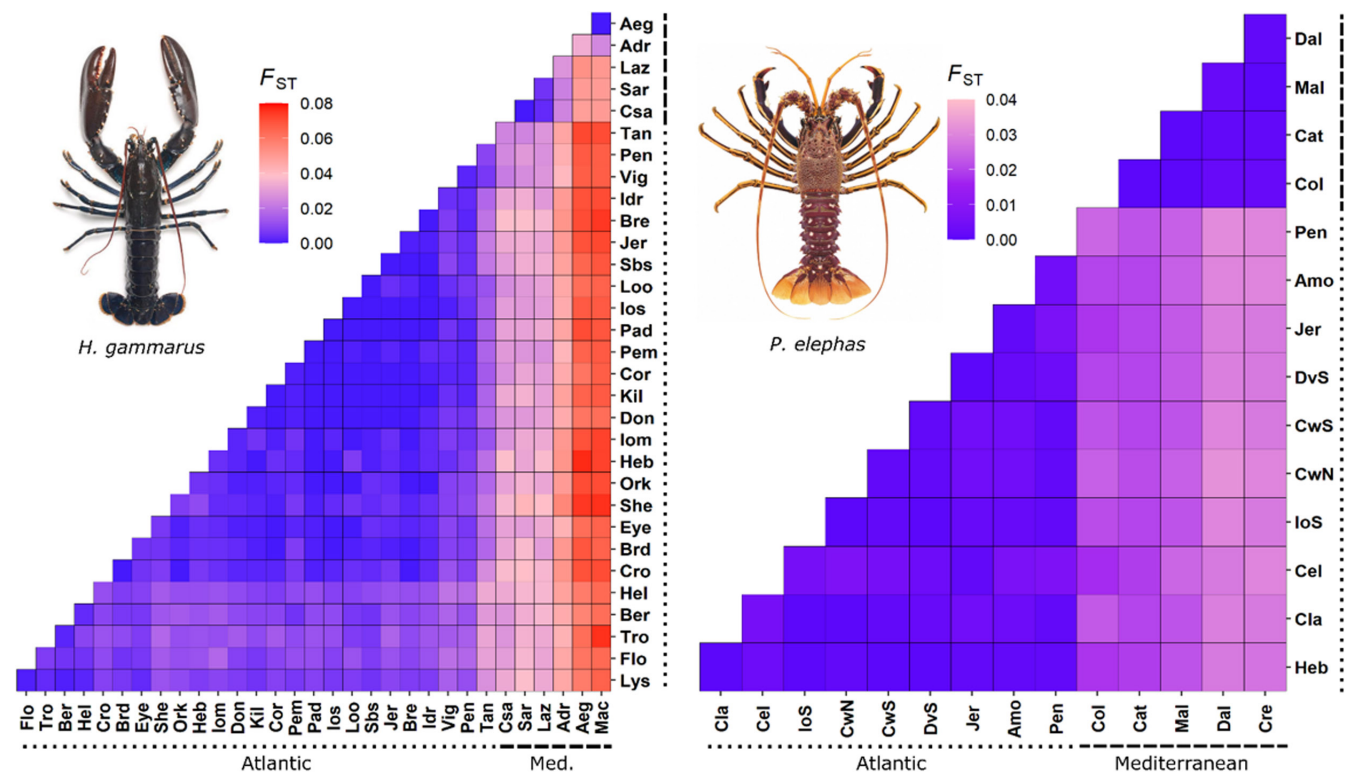 Aeg
Adr
Laz
Sar
Csa
Tan
Pen
Vig
Idr
Bre
Jer
Sbs
Loo
Ios
Pad
Pem
Cor
Kil
Don
Iom
Heb
Ork
She
Eye
Brd
Cro
Hel
Ber
Tro
Flo
Lys
FST
0.08
0.06
0.04
0.02
0.00
H. gammarus
Flo Tro Ber Hel Cro Brd Eye She Ork Heb Iom Don Kil Cor Pem Pad Ios Loo Sbs Jer Bre Idr Vig Pen Tan Csa Sar Laz Adr Aeg Mac
Atlantic Med.
FST
0.04
0.03
0.02
0.01
0.00
P. elephas
Dal
Mal
Cat
Col
Pen
Amo
Jer
DvS
CwS
CwN
IoS
Cel
Cla
Heb
Cla Cel IoS CwN CwS DvS Jer Amo Pen Col Cat Mal Dal Cre
Atlantic Mediterranean